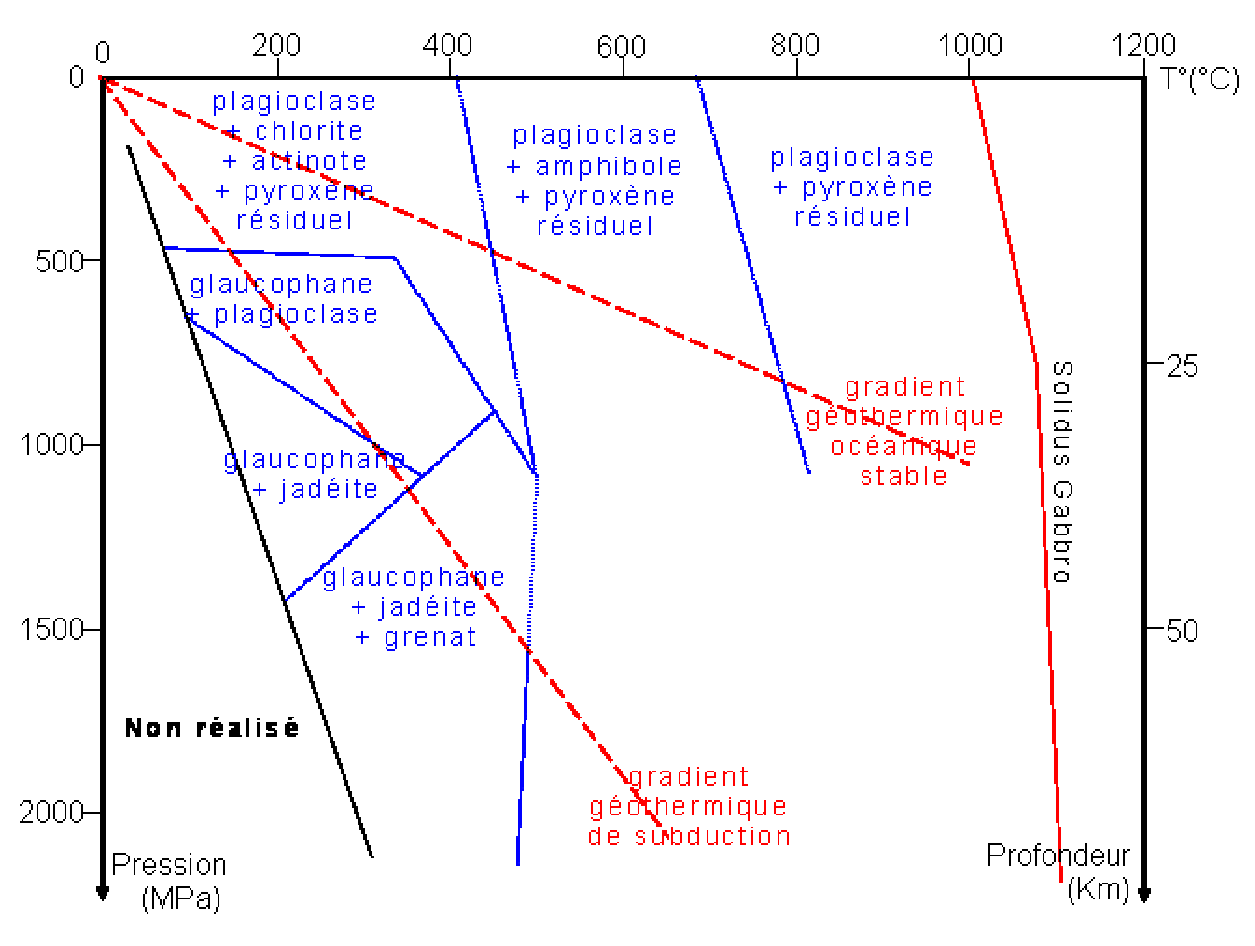 0
200
400
600
800
1000
1200
T°(°C)
0
500
1000
1500
2000
Pression
(MPa)
25
50
Profondeur
(Km)
plagioclase
+ chlorite
+ actinote
+ pyroxène
résiduel
plagioclase
+ amphibole
+ pyroxène
résiduel
plagioclase
+ pyroxène
résiduel
glaucophane
+ plagioclase
glaucophane
+ jadéite
glaucophane
+ jadéite
+ grenat
gradient
géothermique
océanique
stable
Solidus Gabbro
Non réalisé
gradient
géothermique
de subduction